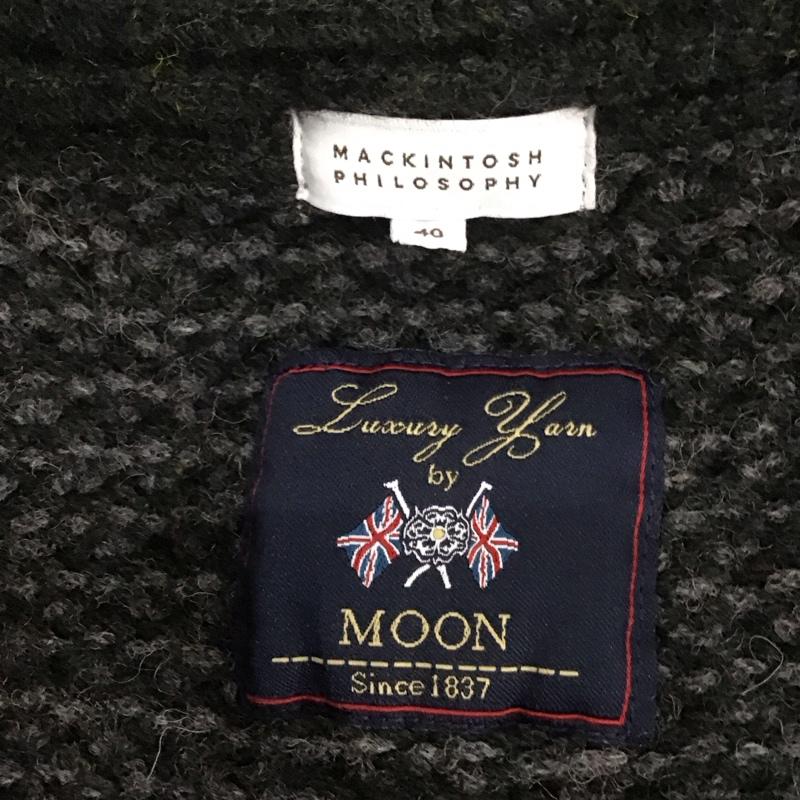 MACKINTOSH
PHILOSOPHY
40
Luxury Yarn
by
MOON
Since 1837